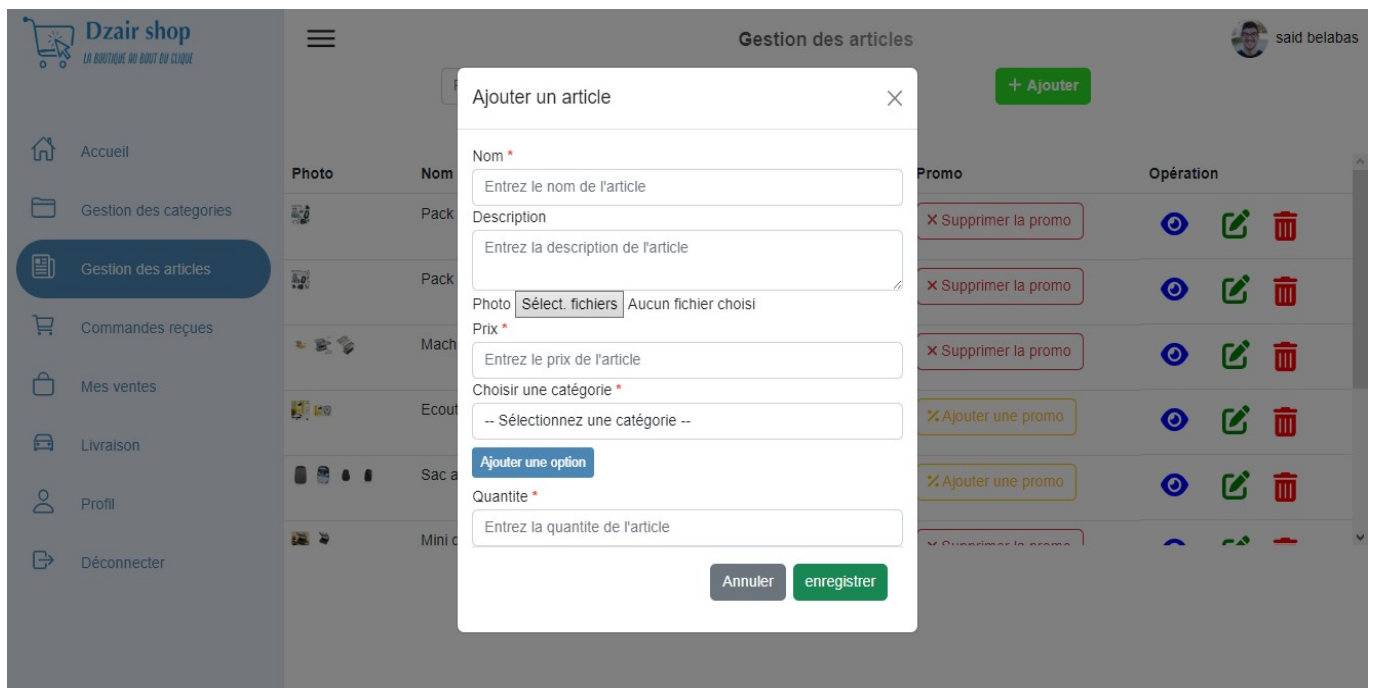 Dzair shop
LA BOUTIQUE AU BOUT DU CLIQUE
Gestion des articles
said belabas
+ Ajouter
Accueil
Gestion des categories
Gestion des articles
Commandes reçues
Mes ventes
Livraison
Profil
Déconnecter
Ajouter un article
Nom *
Entrez le nom de l'article
Description
Entrez la description de l'article
Photo Sélect. fichiers Aucun fichier choisi
Prix *
Entrez le prix de l'article
Choisir une catégorie *
-- Sélectionnez une catégorie --
Ajouter une option
Quantite *
Entrez la quantite de l'article
Annuler enregistrer
Photo Nom Promo Opération
Pack Supprimer la promo
Pack Supprimer la promo
Mach Supprimer la promo
Ecout Ajouter une promo
Sac a Ajouter une promo
Mini Supprimer la promo